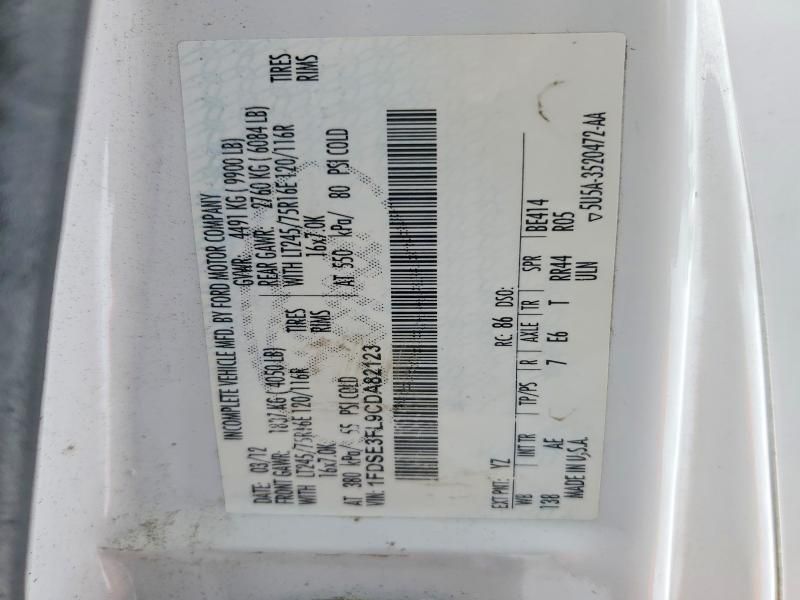 INCOMPLETE VEHICLE MFD. BY FORD MOTOR COMPANY
DATE: 03/12 GVWR: 4491 KG ( 9900 LB)
FRONT GAWR: 1837 KG ( 4050 LB) REAR GAWR: 2760 KG ( 6084 LB)
WITH LT245/75R16E 120/116R TIRES WITH LT245/75R16E 120/116R TIRES
16x7.0K RIMS 16x7.0K RIMS
AT 380 kPa/ 55 PSI COLD AT 550 kPa/ 80 PSI COLD
VIN: 1FDSE3FL9CDA82123
EXT PNT: YZ RC: 86 DSO:
WB INT TR TP/PS R AXLE TR SPR BE414
138 AE 7 E6 T RR44 R05
MADE IN U.S.A. ULN
▽ 5U5A-3520472-AA